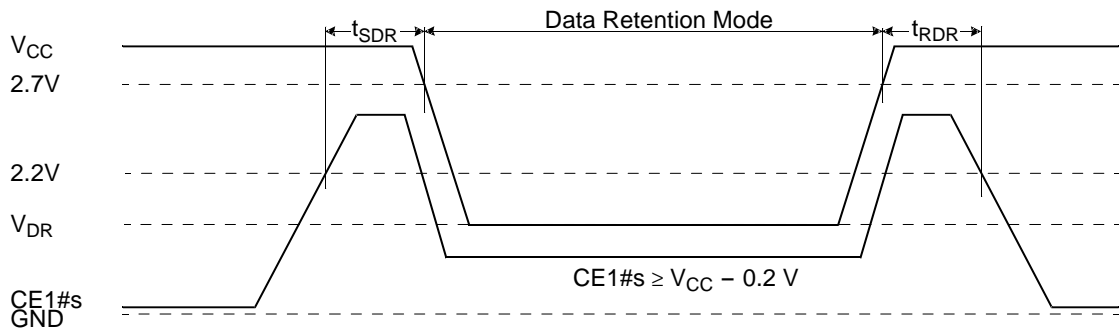 Data Retention Mode
tSDR
tRDR
VCC
2.7V
2.2V
VDR
CE1#s ≥ VCC – 0.2 V
CE1#s
GND